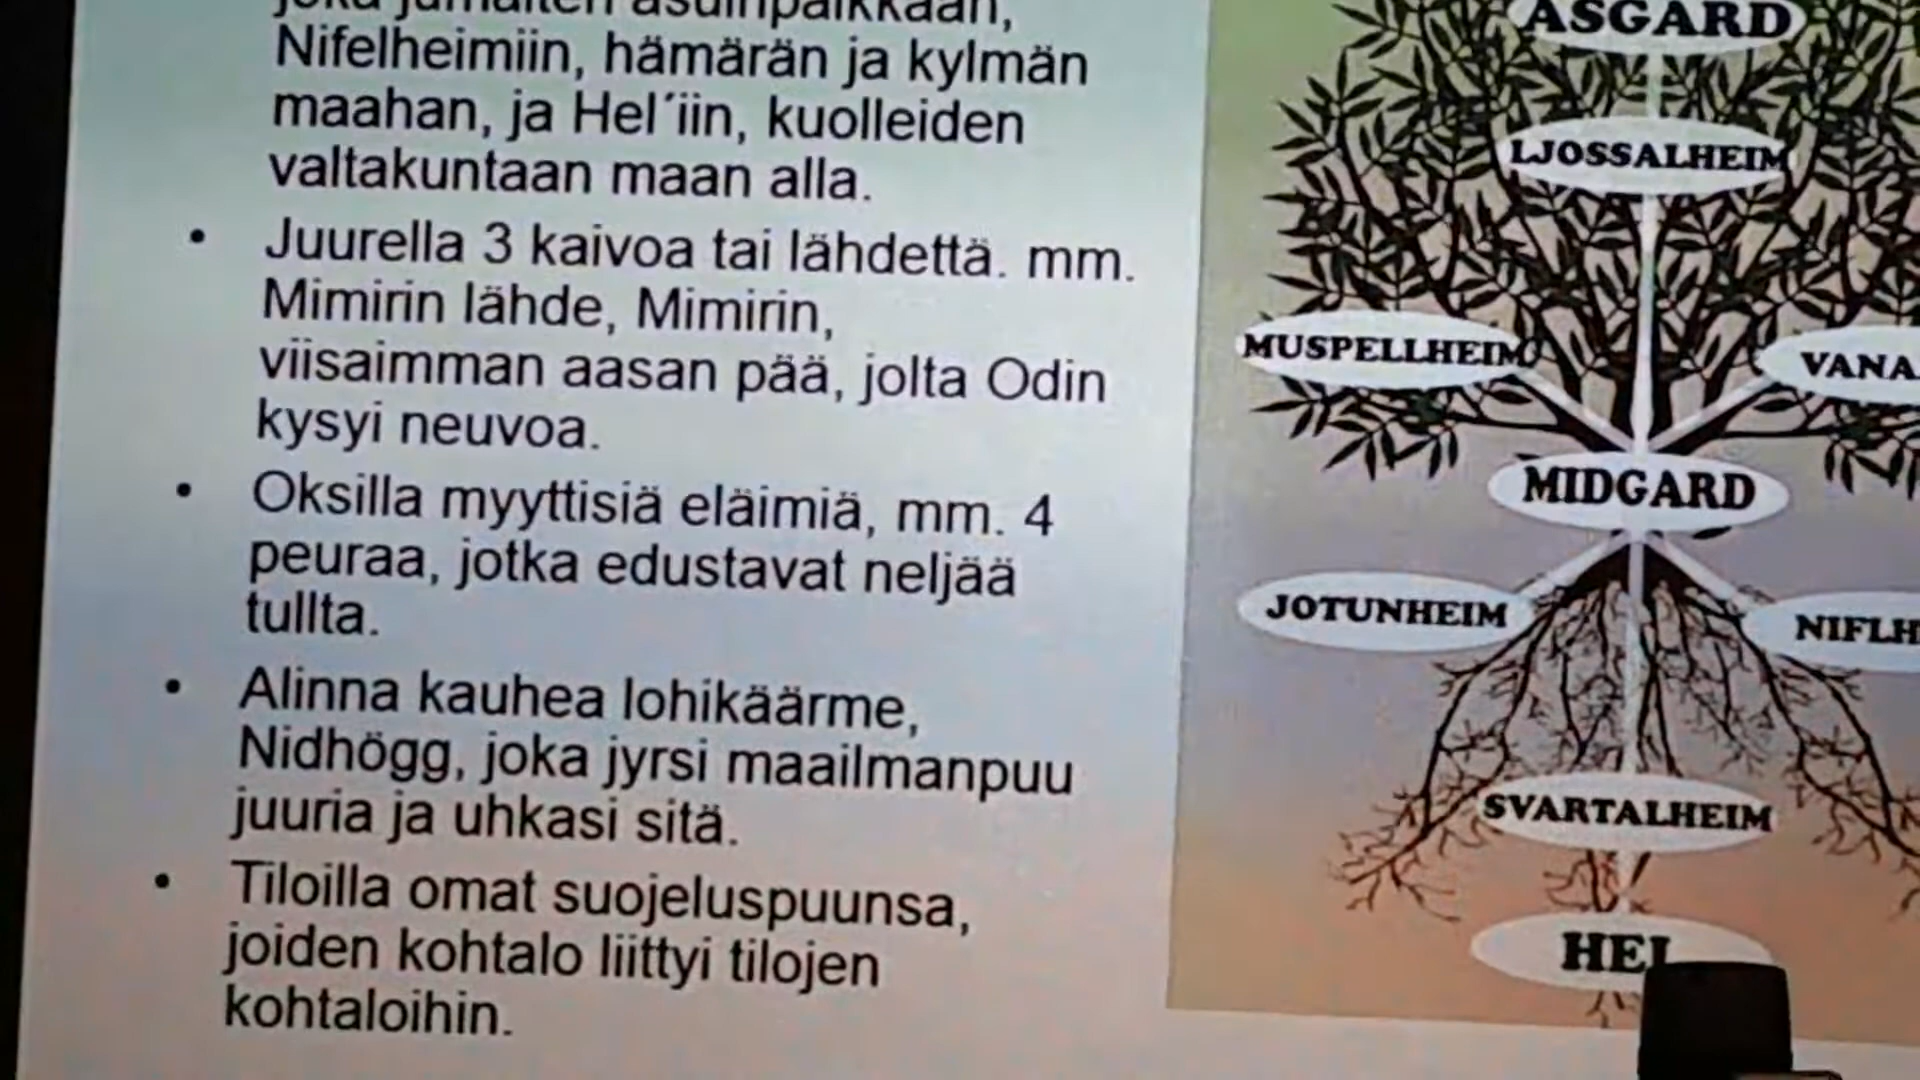 joka jumalten asuinpaikkaan,
Nifelheimiin, hämärän ja kylmän
maahan, ja Hel´iin, kuolleiden
valtakuntaan maan alla.
• Juurella 3 kaivoa tai lähdettä. mm.
Mimirin lähde, Mimirin,
viisaimman aasan pää, jolta Odin
kysyi neuvoa.
• Oksilla myyttisiä eläimiä, mm. 4
peuraa, jotka edustavat neljää
tullta.
• Alinna kauhea lohikäärme,
Nidhögg, joka jyrsi maailmanpuu
juuria ja uhkasi sitä.
• Tiloilla omat suojeluspuunsa,
joiden kohtalo liittyi tilojen
kohtaloihin.
ASGARD
LJOSSALHEIM
MUSPELLHEIM
VANA
MIDGARD
JOTUNHEIM
NIFLH
SVARTALHEIM
HEL